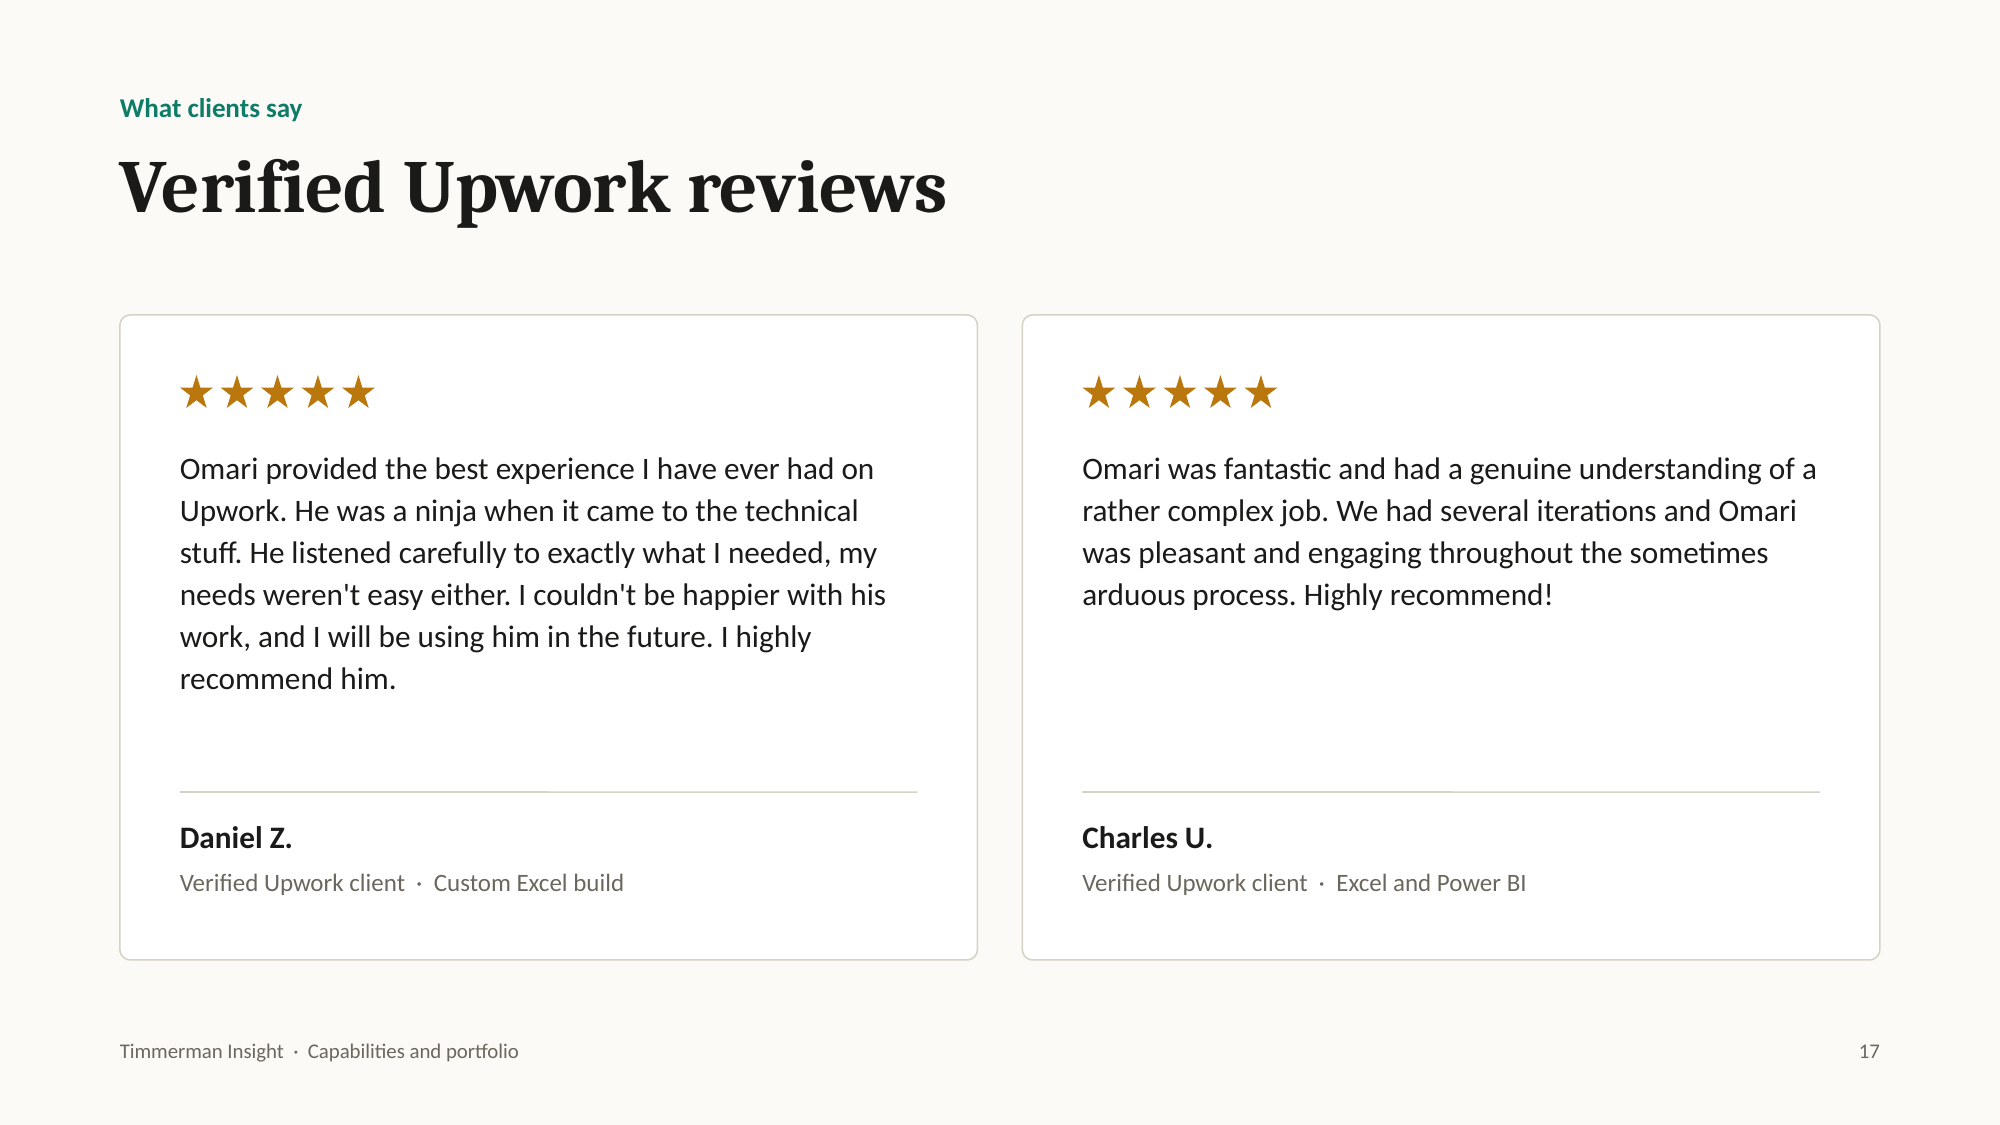 What clients say
Verified Upwork reviews
★★★★★
Omari provided the best experience I have ever had on
Upwork. He was a ninja when it came to the technical
stuff. He listened carefully to exactly what I needed, my
needs weren't easy either. I couldn't be happier with his
work, and I will be using him in the future. I highly
recommend him.
Daniel Z.
Verified Upwork client · Custom Excel build
★★★★★
Omari was fantastic and had a genuine understanding of a
rather complex job. We had several iterations and Omari
was pleasant and engaging throughout the sometimes
arduous process. Highly recommend!
Charles U.
Verified Upwork client · Excel and Power BI
Timmerman Insight · Capabilities and portfolio
17